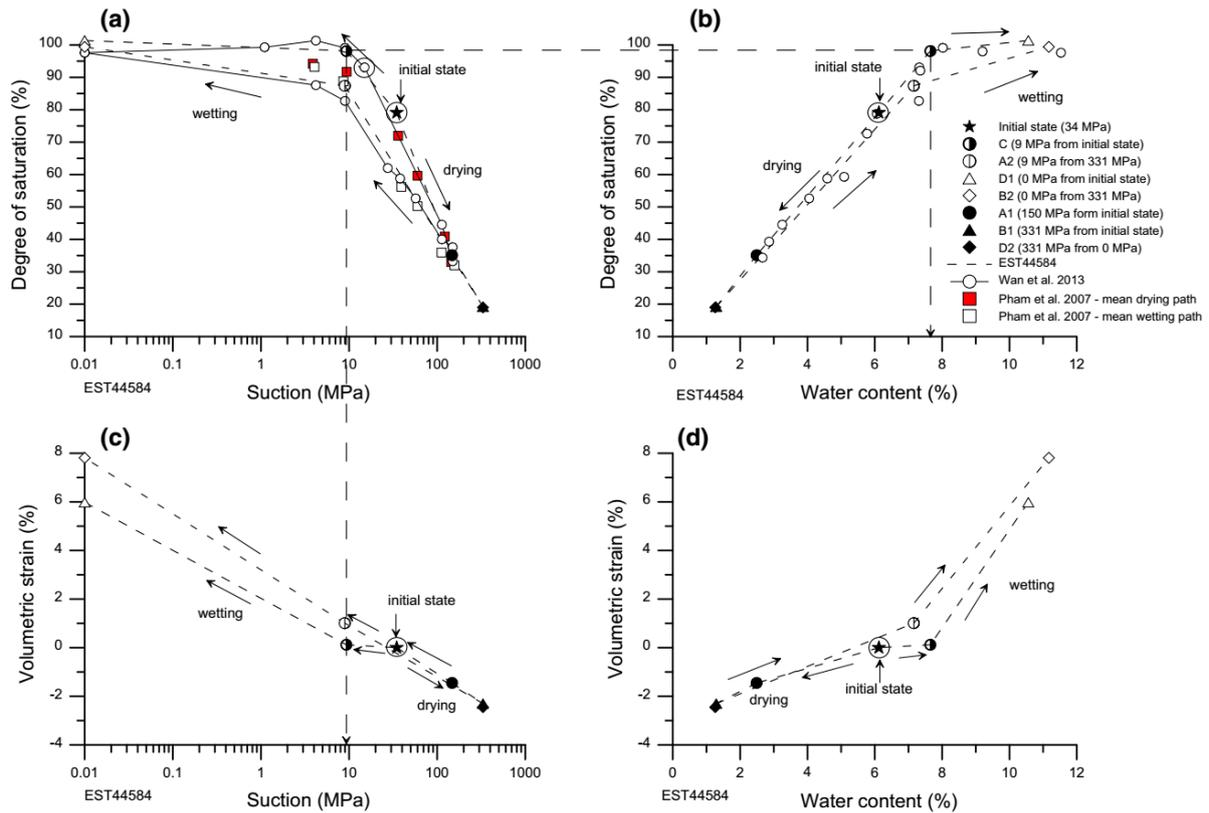 (a)
100
90
80
70
60
50
40
30
20
10
Degree of saturation (%)
initial state
wetting
drying
0.01
0.1
1
10
100
1000
EST44584
Suction (MPa)
(b)
100
90
80
70
60
50
40
30
20
10
Degree of saturation (%)
initial state
wetting
drying
Initial state (34 MPa)
C (9 MPa from initial state)
A2 (9 MPa from 331 MPa)
D1 (0 MPa from initial state)
B2 (0 MPa from 331 MPa)
A1 (150 MPa form initial state)
B1 (331 MPa from initial state)
D2 (331 MPa from 0 MPa)
EST44584
Wan et al. 2013
Pham et al. 2007 - mean drying path
Pham et al. 2007 - mean wetting path
0
2
4
6
8
10
12
EST44584
Water content (%)
(c)
8
6
4
2
0
-2
-4
Volumetric strain (%)
initial state
wetting
drying
0.01
0.1
1
10
100
1000
EST44584
Suction (MPa)
(d)
8
6
4
2
0
-2
-4
Volumetric strain (%)
wetting
initial state
drying
0
2
4
6
8
10
12
EST44584
Water content (%)